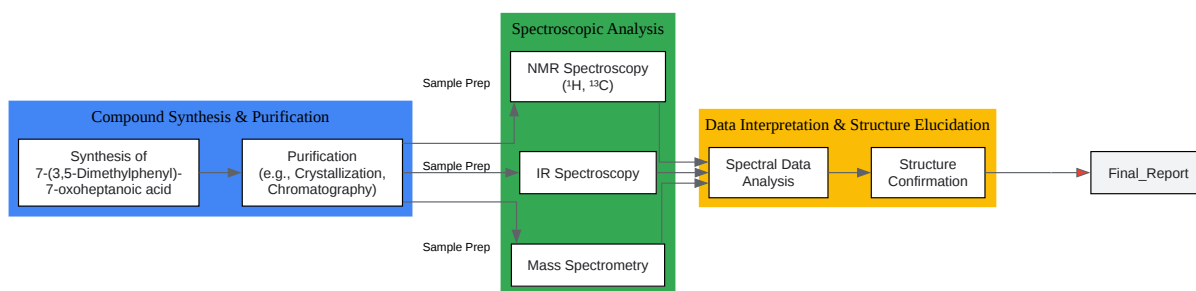 Compound Synthesis & Purification
Synthesis of
7-(3,5-Dimethylphenyl)-
7-oxoheptanoic acid
Purification
(e.g., Crystallization,
Chromatography)
Sample Prep
Sample Prep
Sample Prep
Spectroscopic Analysis
NMR Spectroscopy
(¹H, ¹³C)
IR Spectroscopy
Mass Spectrometry
Data Interpretation & Structure Elucidation
Spectral Data
Analysis
Structure
Confirmation
Final_Report